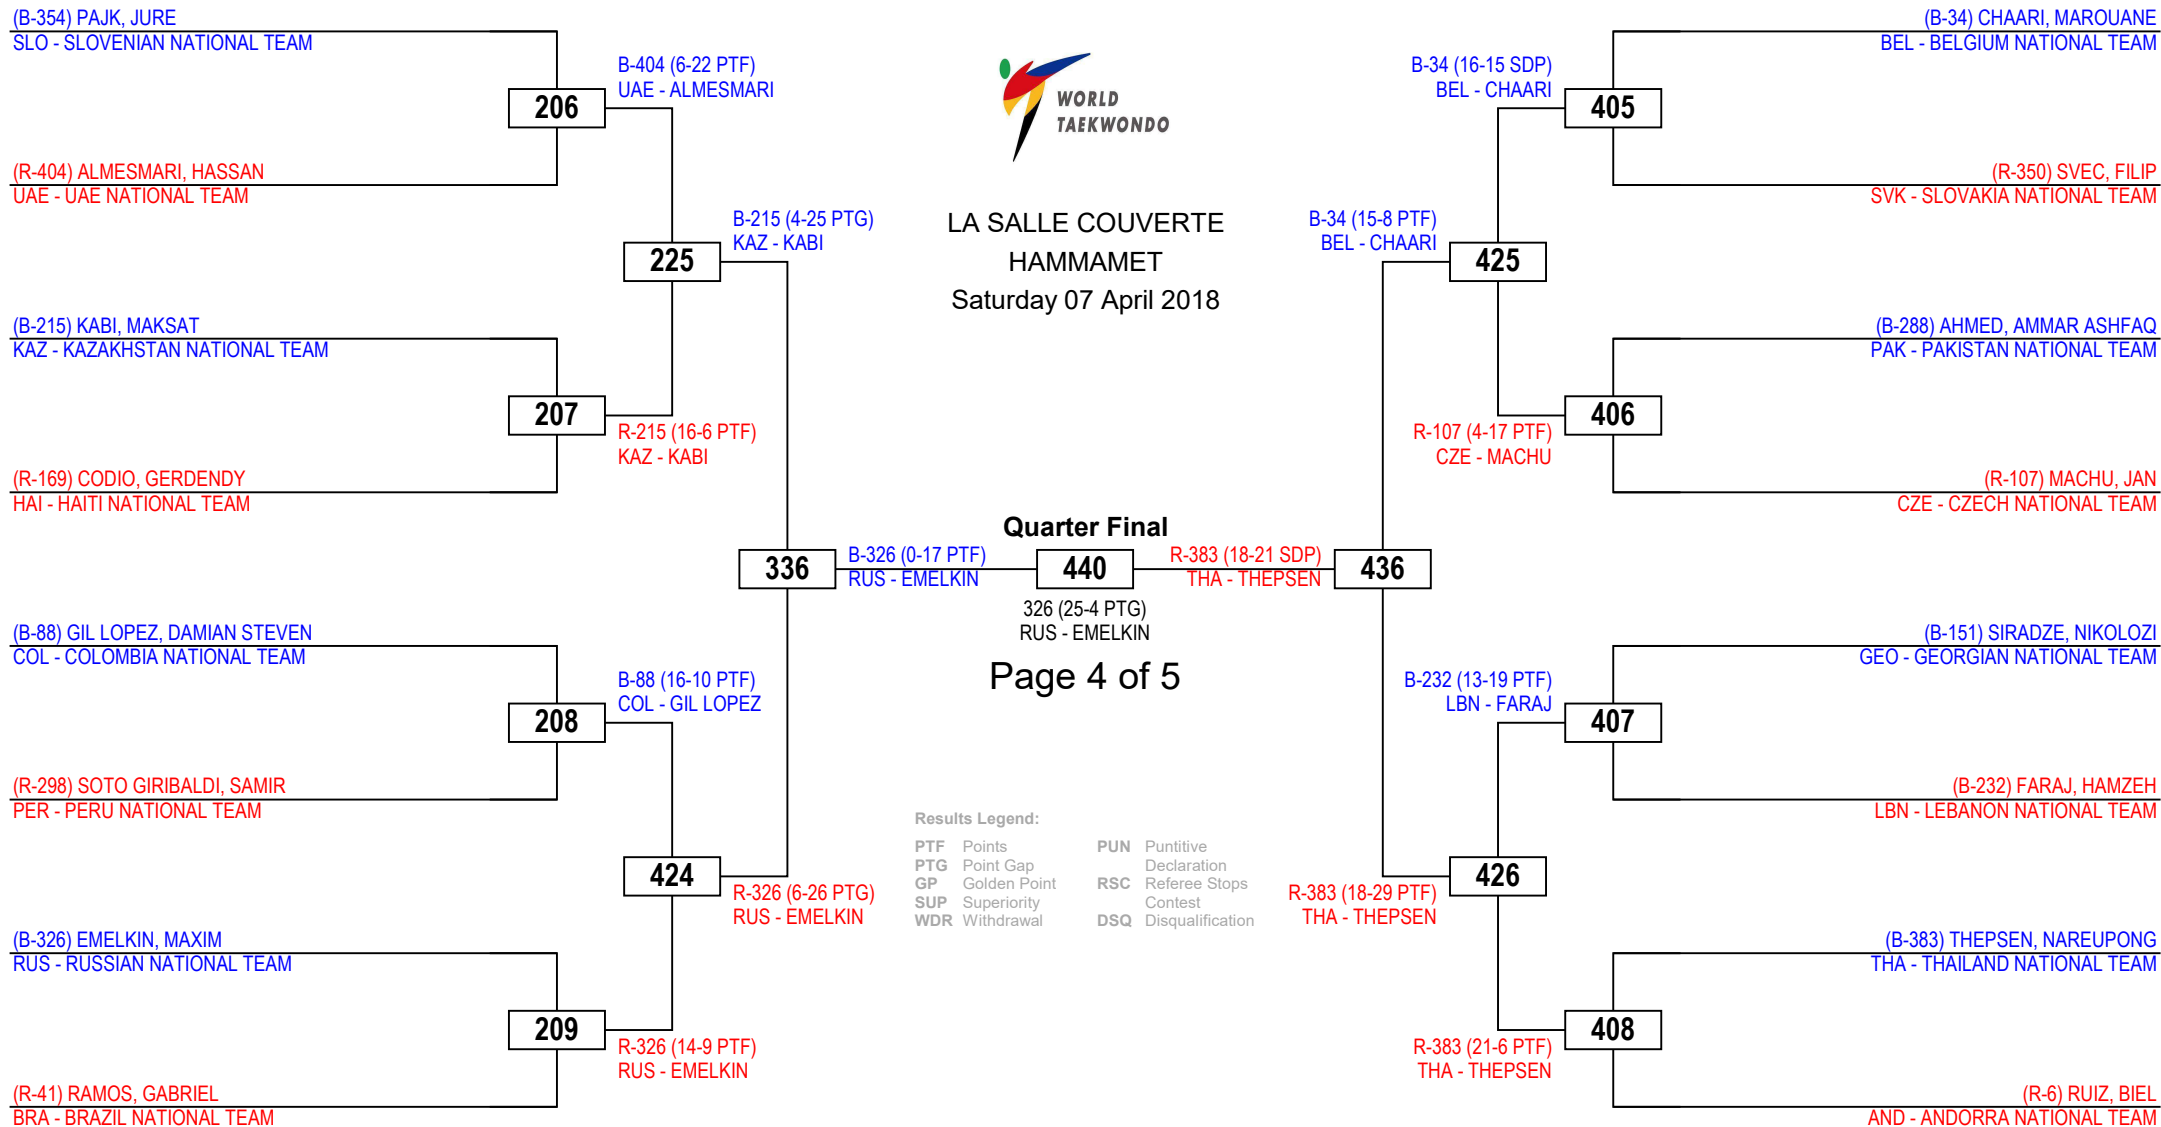 (B-354) PAJK, JURE
SLO - SLOVENIAN NATIONAL TEAM
206
(R-404) ALMESMARI, HASSAN
UAE - UAE NATIONAL TEAM
B-404 (6-22 PTF)
UAE - ALMESMARI
225
(B-215) KABI, MAKSAT
KAZ - KAZAKHSTAN NATIONAL TEAM
207
(R-169) CODIO, GERDENDY
HAI - HAITI NATIONAL TEAM
R-215 (16-6 PTF)
KAZ - KABI
B-215 (4-25 PTG)
KAZ - KABI
336
(B-88) GIL LOPEZ, DAMIAN STEVEN
COL - COLOMBIA NATIONAL TEAM
208
(R-298) SOTO GIRIBALDI, SAMIR
PER - PERU NATIONAL TEAM
B-88 (16-10 PTF)
COL - GIL LOPEZ
424
(B-326) EMELKIN, MAXIM
RUS - RUSSIAN NATIONAL TEAM
209
(R-41) RAMOS, GABRIEL
BRA - BRAZIL NATIONAL TEAM
R-326 (14-9 PTF)
RUS - EMELKIN
R-326 (6-26 PTG)
RUS - EMELKIN
WORLD
TAEKWONDO
LA SALLE COUVERTE
HAMMAMET
Saturday 07 April 2018
Quarter Final
B-326 (0-17 PTF)
RUS - EMELKIN
440
R-383 (18-21 SDP)
THA - THEPSEN
326 (25-4 PTG)
RUS - EMELKIN
Page 4 of 5
Results Legend:
PTF Points
PTG Point Gap
GP Golden Point
SUP Superiority
WDR Withdrawal
PUN Puntitive
Declaration
RSC Referee Stops
Contest
DSQ Disqualification
(B-34) CHAARI, MAROUANE
BEL - BELGIUM NATIONAL TEAM
405
(R-350) SVEC, FILIP
SVK - SLOVAKIA NATIONAL TEAM
B-34 (16-15 SDP)
BEL - CHAARI
425
(B-288) AHMED, AMMAR ASHFAQ
PAK - PAKISTAN NATIONAL TEAM
406
(R-107) MACHU, JAN
CZE - CZECH NATIONAL TEAM
R-107 (4-17 PTF)
CZE - MACHU
B-34 (15-8 PTF)
BEL - CHAARI
436
(B-151) SIRADZE, NIKOLOZI
GEO - GEORGIAN NATIONAL TEAM
407
(B-232) FARAJ, HAMZEH
LBN - LEBANON NATIONAL TEAM
B-232 (13-19 PTF)
LBN - FARAJ
426
(B-383) THEPSEN, NAREUPONG
THA - THAILAND NATIONAL TEAM
408
(R-6) RUIZ, BIEL
AND - ANDORRA NATIONAL TEAM
R-383 (21-6 PTF)
THA - THEPSEN
R-383 (18-29 PTF)
THA - THEPSEN